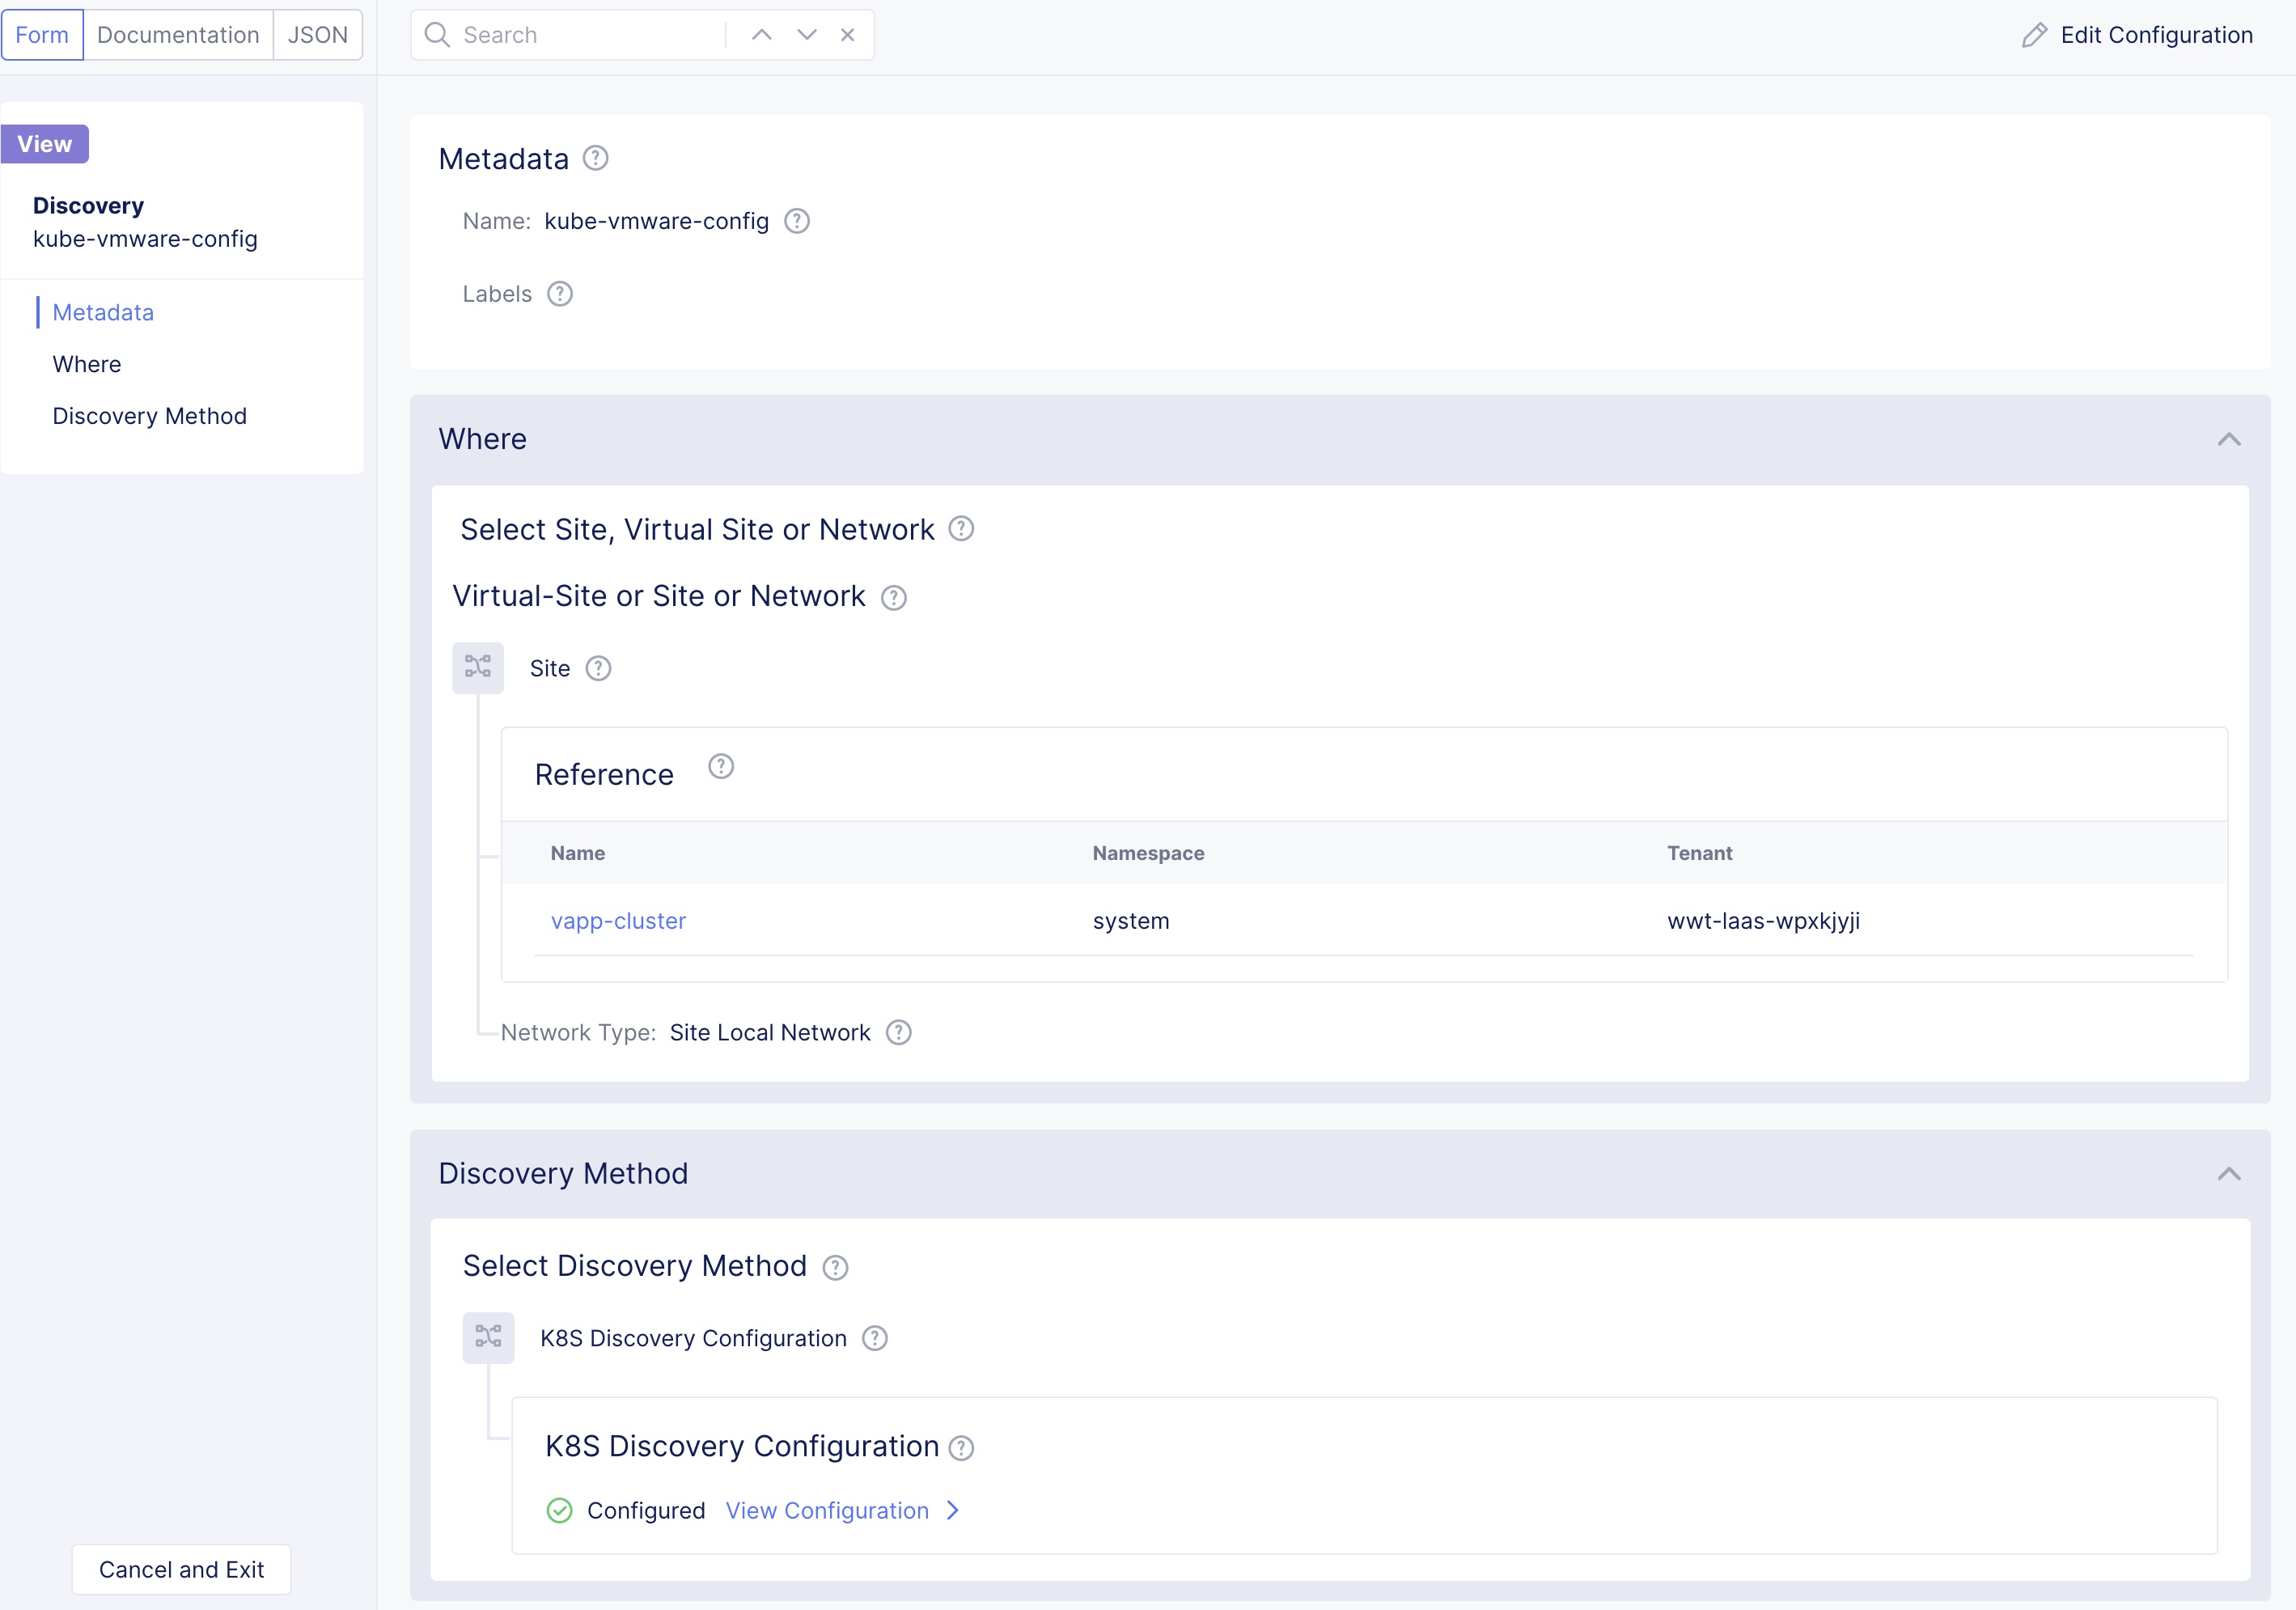 Form Documentation JSON
Search
Edit Configuration
View
Discovery
kube-vmware-config
Metadata
Where
Discovery Method
Cancel and Exit
Metadata
Name: kube-vmware-config
Labels
Where
Select Site, Virtual Site or Network
Virtual-Site or Site or Network
Site
Reference
Name Namespace Tenant
vapp-cluster system wwt-laas-wpxkjyji
Network Type: Site Local Network
Discovery Method
Select Discovery Method
K8S Discovery Configuration
K8S Discovery Configuration
Configured View Configuration